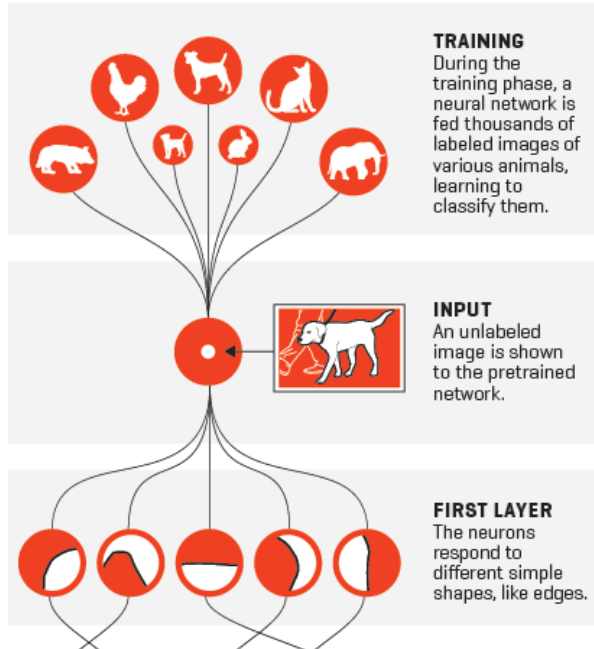 TRAINING
During the
training phase, a
neural network is
fed thousands of
labeled images of
various animals,
learning to
classify them.
INPUT
An unlabeled
image is shown
to the pretrained
network.
FIRST LAYER
The neurons
respond to
different simple
shapes, like edges.